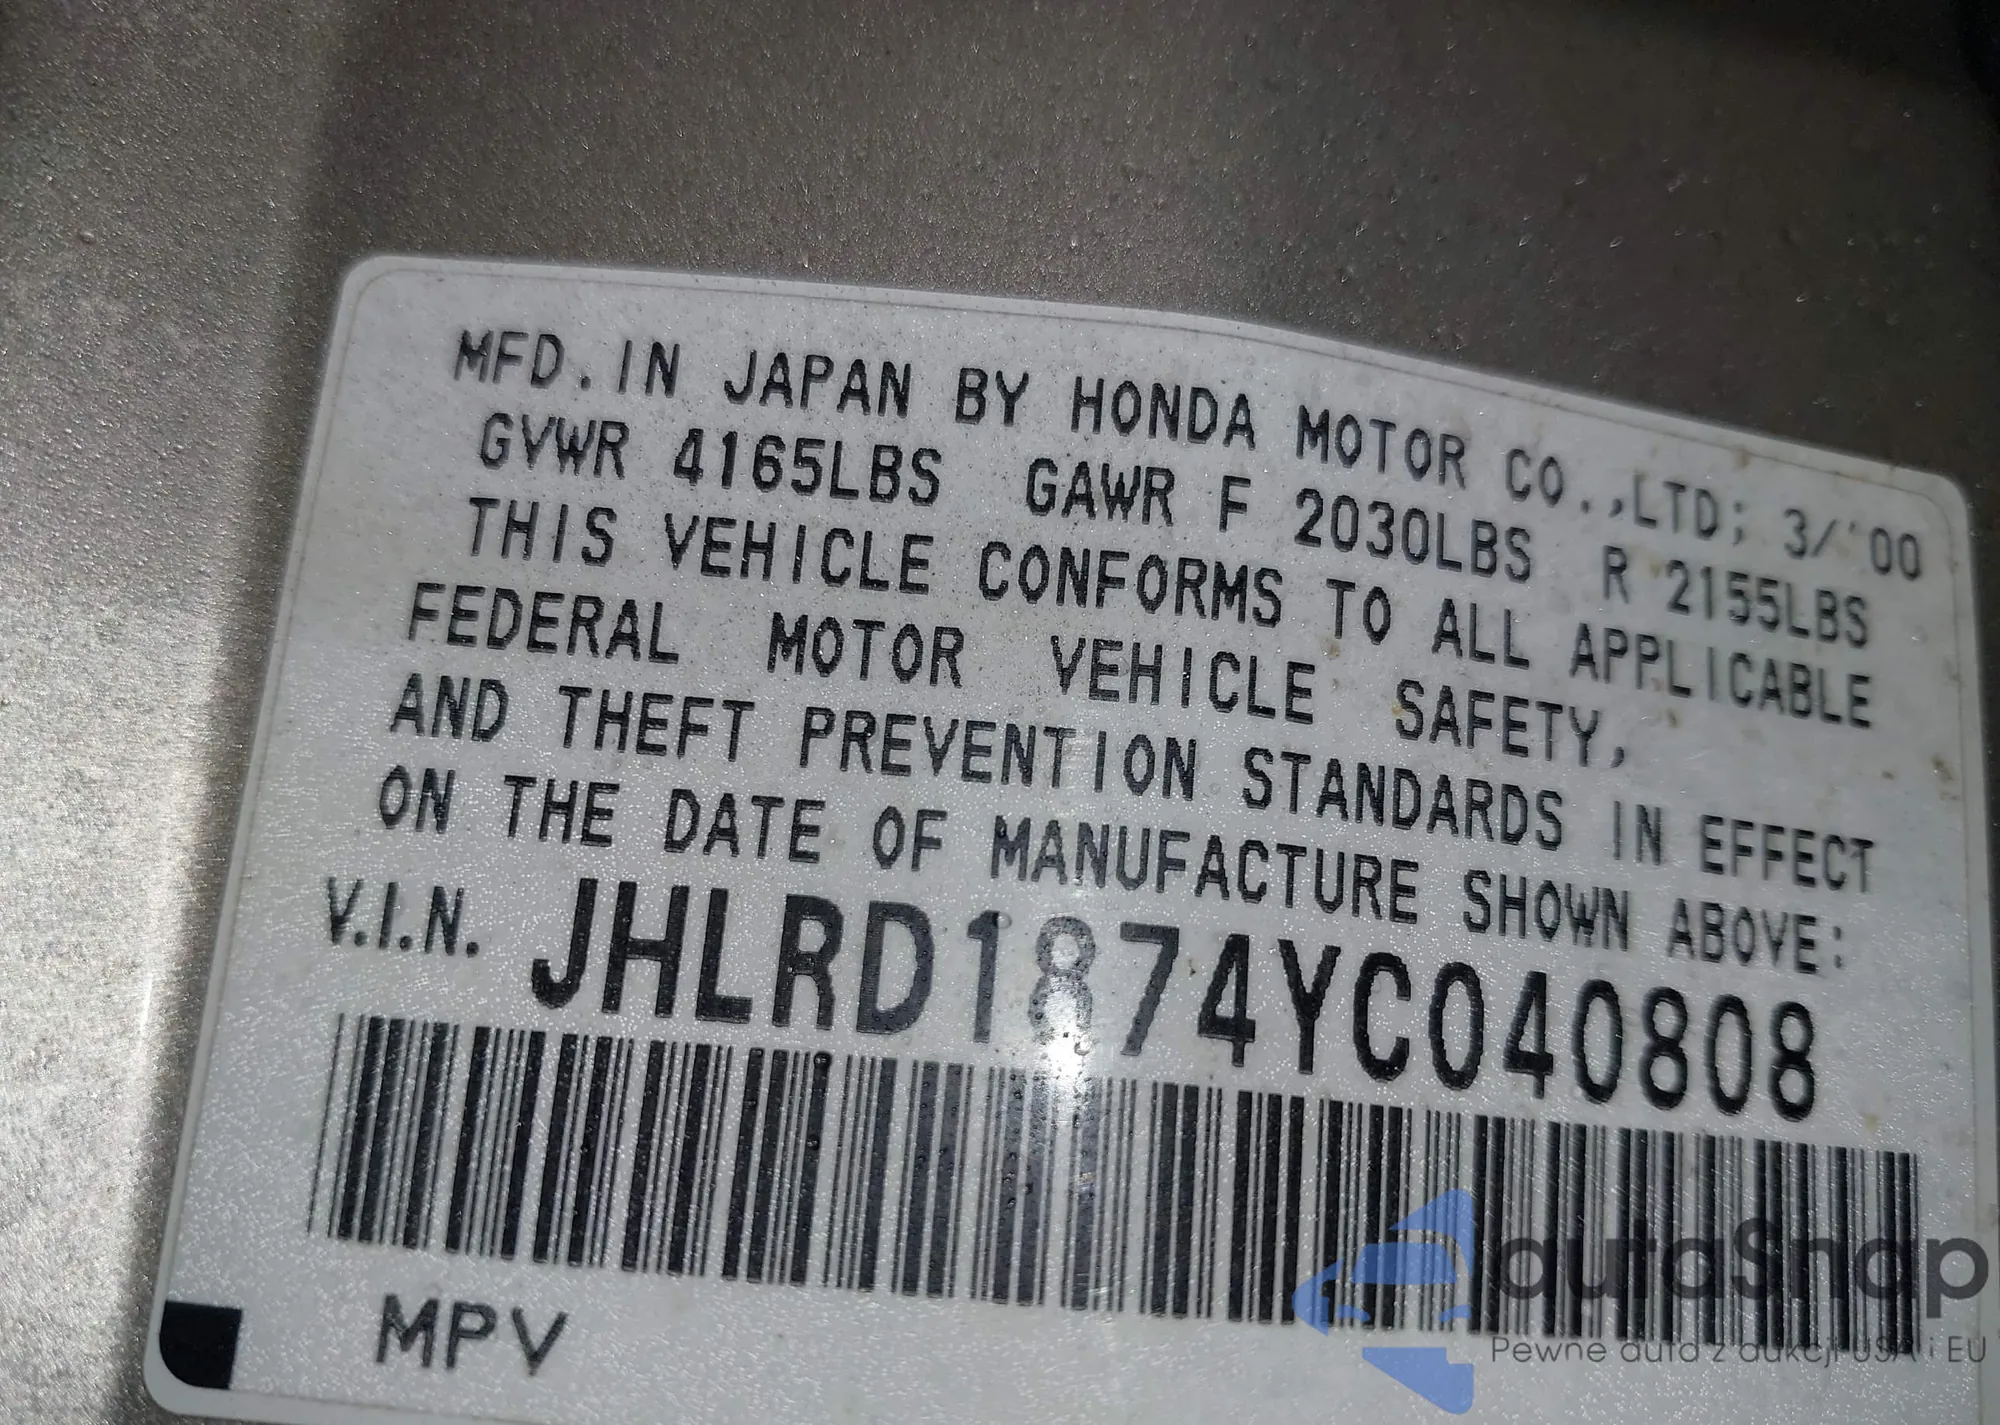 MFD. IN JAPAN BY HONDA MOTOR CO.,LTD; 3/'00
GVWR 4165LBS GAWR F 2030LBS R 2155LBS
THIS VEHICLE CONFORMS TO ALL APPLICABLE
FEDERAL MOTOR VEHICLE SAFETY,
AND THEFT PREVENTION STANDARDS IN EFFECT
ON THE DATE OF MANUFACTURE SHOWN ABOVE:
V.I.N. JHLRD1874YC040808
MPV
autaSnap
Pewne auta z aukcji USA i EU